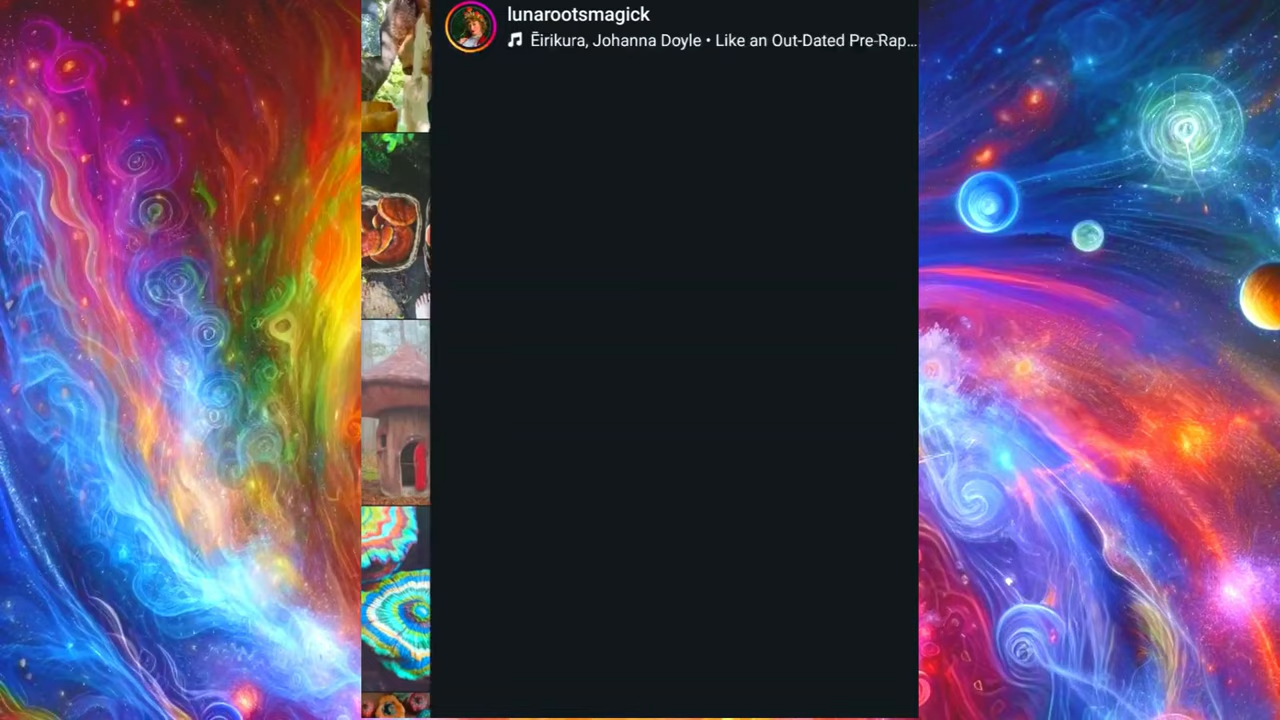 lunarootsmagick
Ēirikura, Johanna Doyle • Like an Out-Dated Pre-Rap...